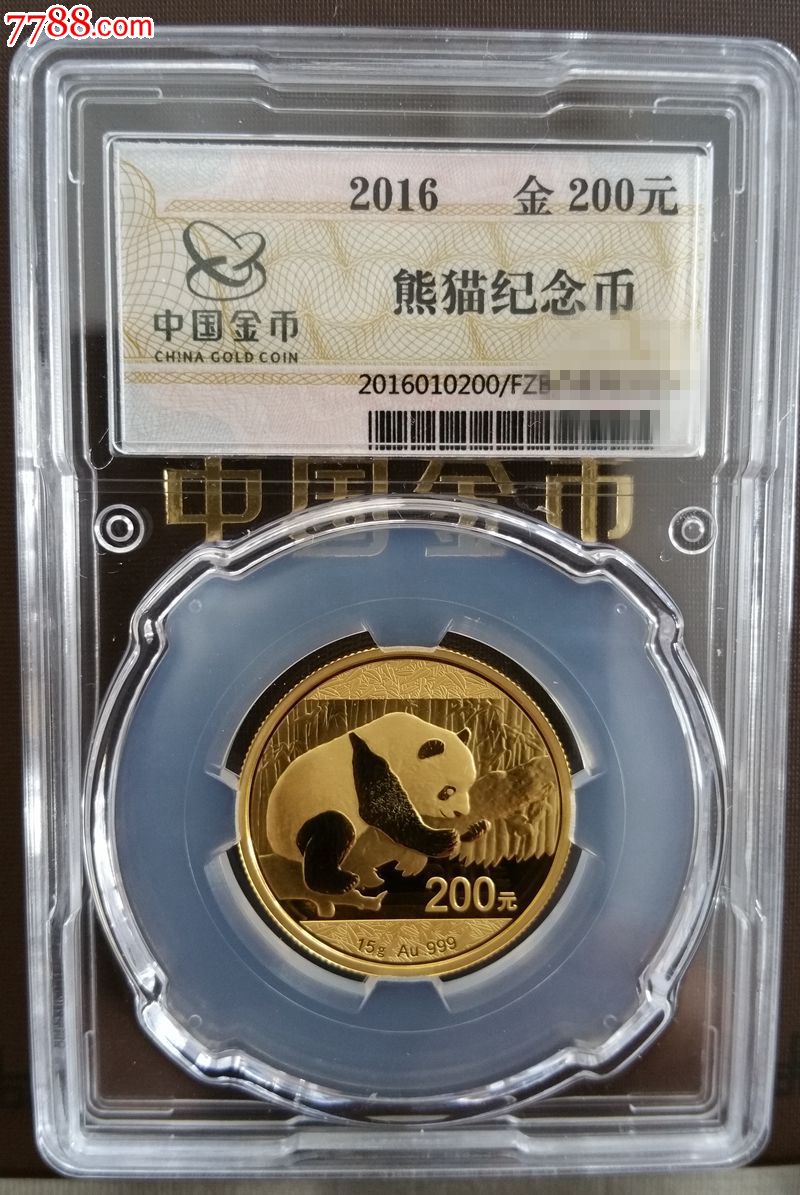 7788.com
2016 金 200元
熊猫纪念币
中国金币
CHINA GOLD COIN
2016010200/FZB
中国金币
200元
15g Au 999